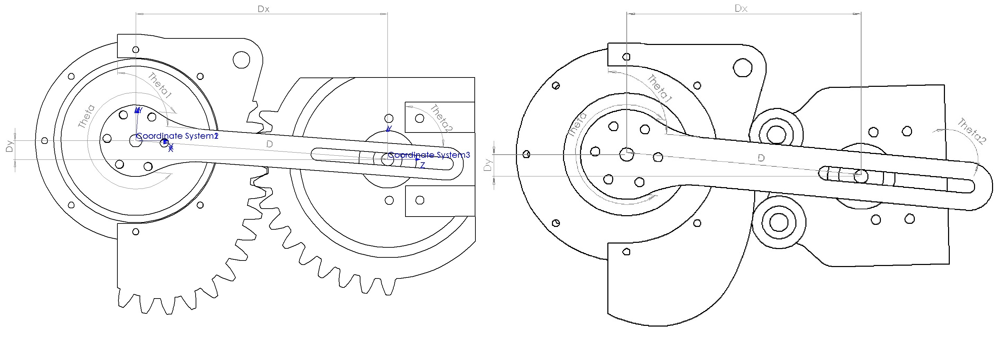 Dx
Theta1
Theta
Y
Coordinate System2
X
X
Dy
D
Y
Coordinate System3
Z
Theta2
Dx
Theta1
Theta
Dy
D
Theta2